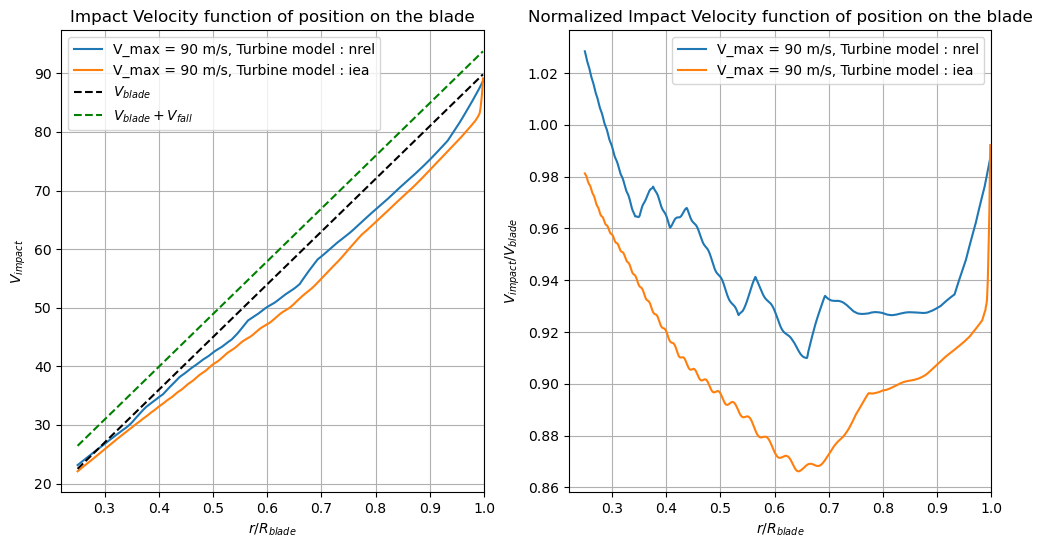 Impact Velocity function of position on the blade
V_max = 90 m/s, Turbine model : nrel
V_max = 90 m/s, Turbine model : iea
V_blade
V_blade + V_fall
90
80
70
60
50
40
30
20
V_impact
0.3 0.4 0.5 0.6 0.7 0.8 0.9 1.0
r/R_blade
Normalized Impact Velocity function of position on the blade
V_max = 90 m/s, Turbine model : nrel
V_max = 90 m/s, Turbine model : iea
1.02
1.00
0.98
0.96
0.94
0.92
0.90
0.88
0.86
V_impact/V_blade
0.3 0.4 0.5 0.6 0.7 0.8 0.9 1.0
r/R_blade